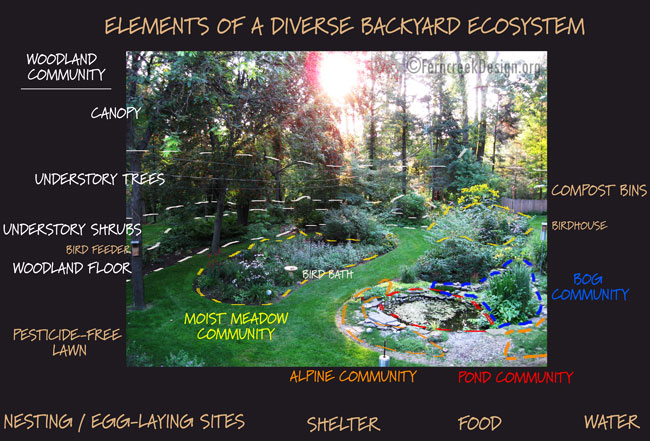 ELEMENTS OF A DIVERSE BACKYARD ECOSYSTEM
©FerncreekDesign.org
WOODLAND
COMMUNITY
CANOPY
UNDERSTORY TREES
UNDERSTORY SHRUBS
BIRD FEEDER
WOODLAND FLOOR
PESTICIDE-FREE
LAWN
COMPOST BINS
BIRDHOUSE
BIRD BATH
BOG
COMMUNITY
MOIST MEADOW
COMMUNITY
ALPINE COMMUNITY
POND COMMUNITY
NESTING / EGG-LAYING SITES
SHELTER
FOOD
WATER